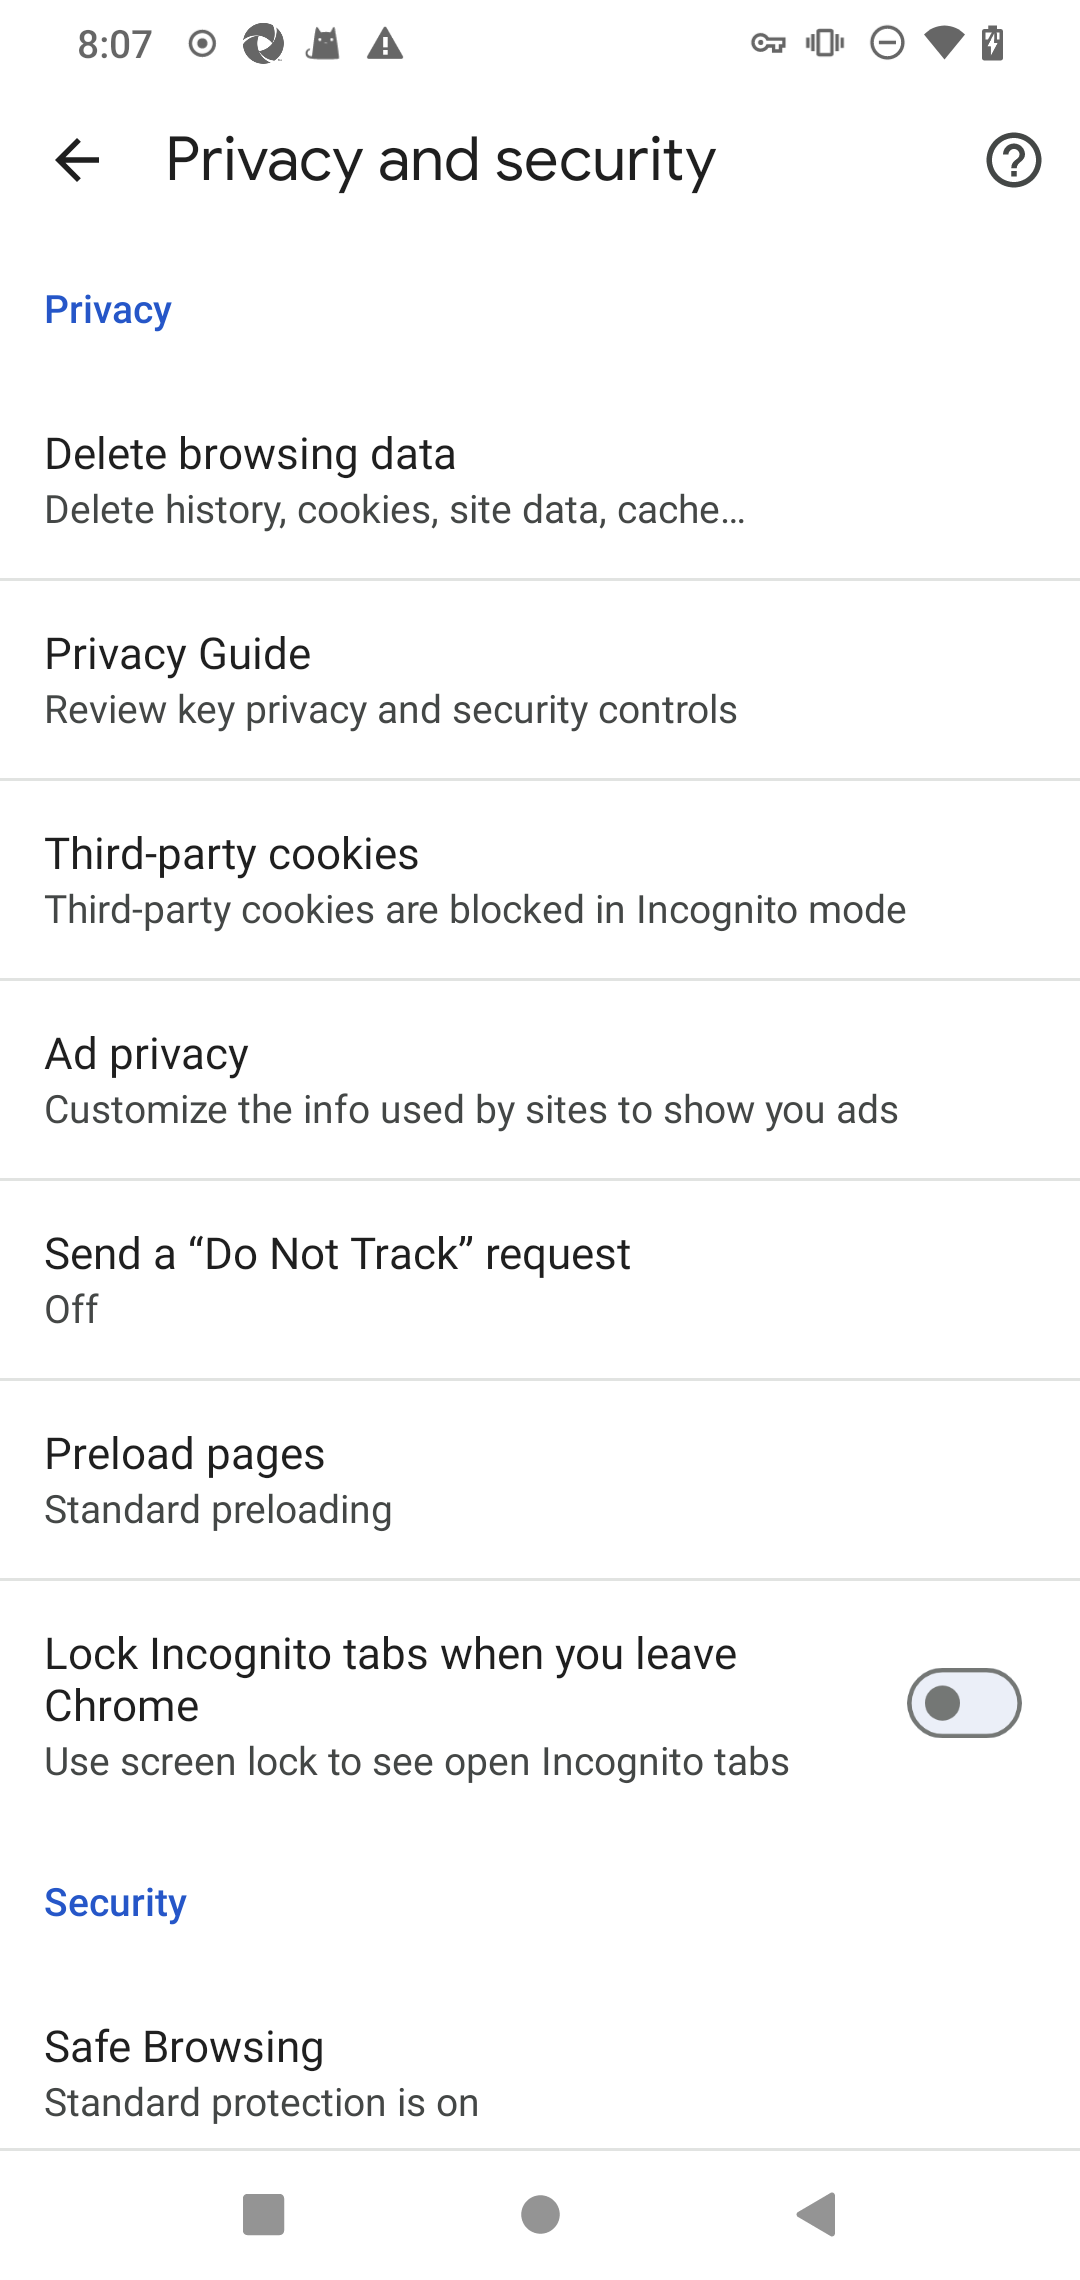 8:07
Privacy and security
Privacy
Delete browsing data
Delete history, cookies, site data, cache…
Privacy Guide
Review key privacy and security controls
Third-party cookies
Third-party cookies are blocked in Incognito mode
Ad privacy
Customize the info used by sites to show you ads
Send a “Do Not Track” request
Off
Preload pages
Standard preloading
Lock Incognito tabs when you leave
Chrome
Use screen lock to see open Incognito tabs
Security
Safe Browsing
Standard protection is on